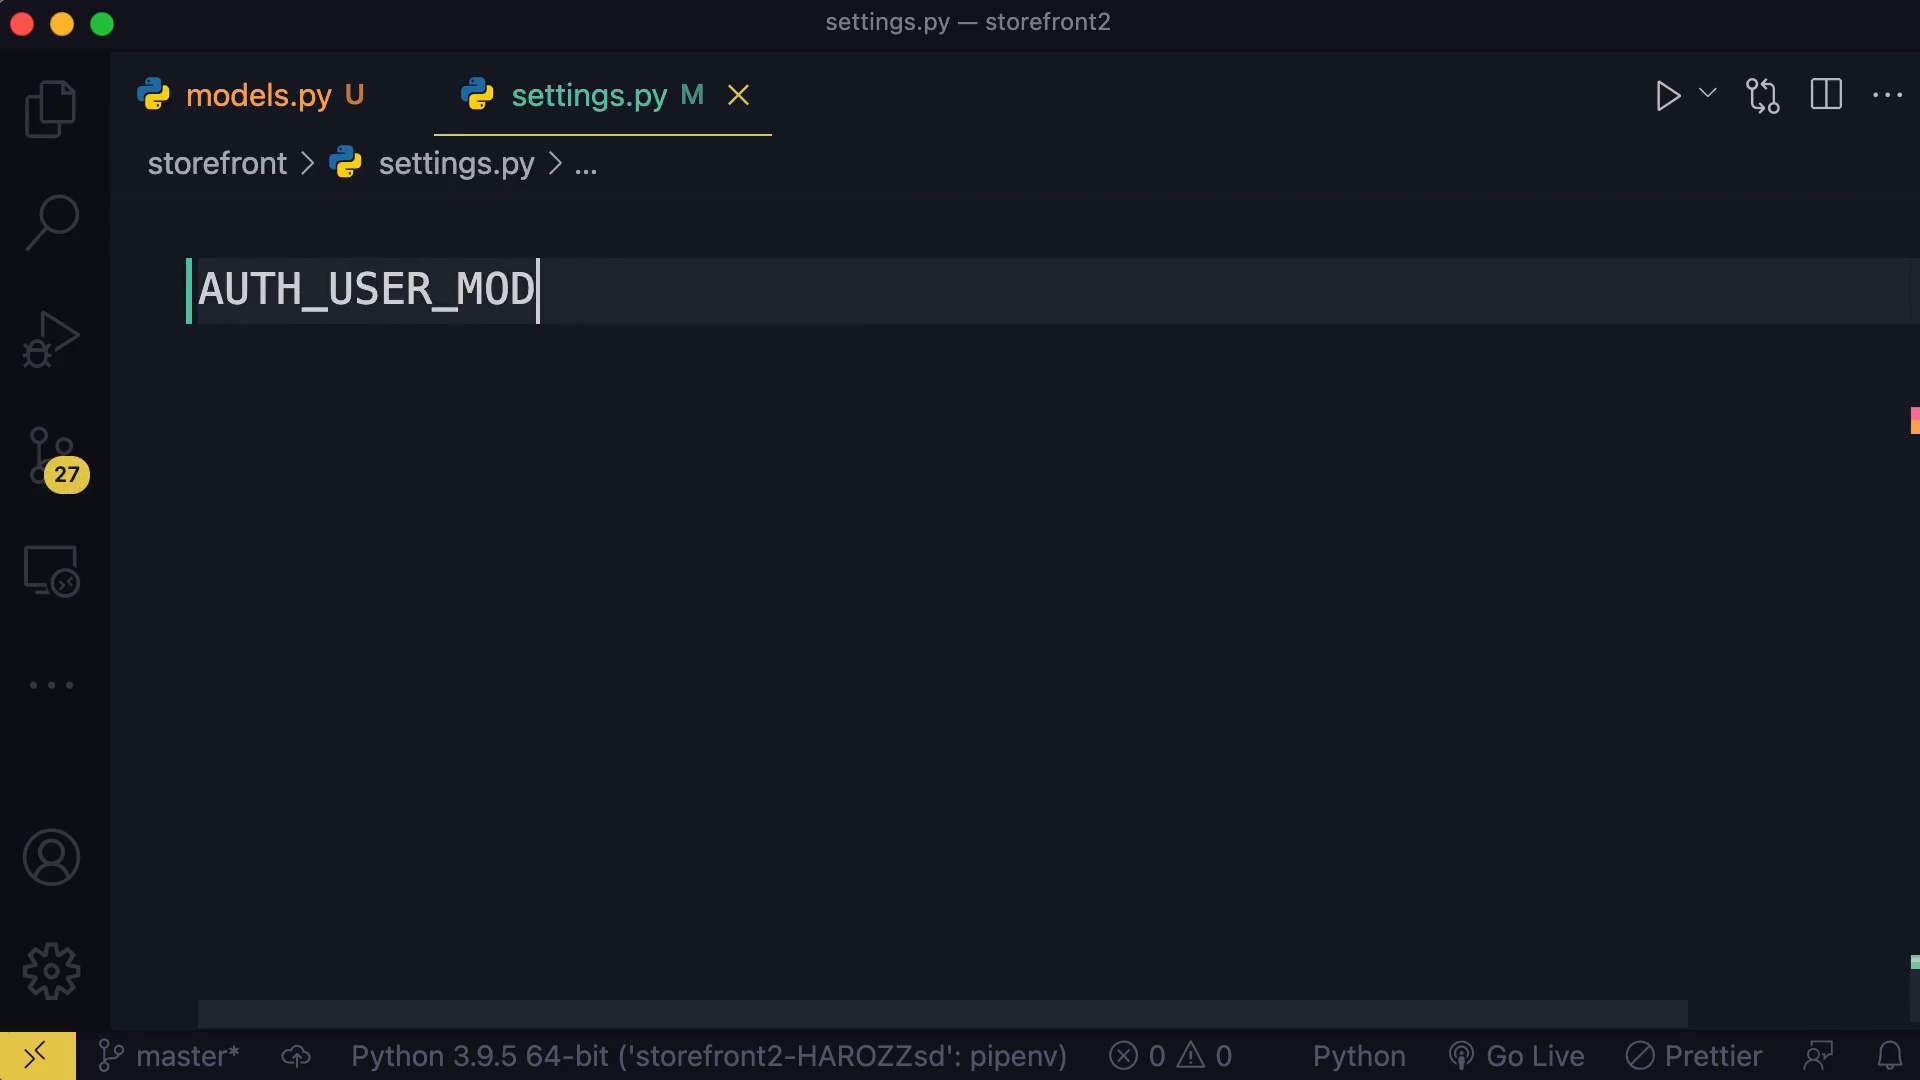 settings.py — storefront2
models.py U settings.py M
storefront > settings.py > ...
AUTH_USER_MOD
27
master* Python 3.9.5 64-bit ('storefront2-HAROZZsd': pipenv) 0 0 Python Go Live Prettier